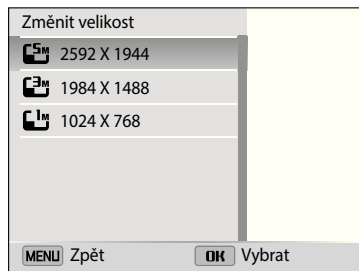 Změnit velikost
5M 2592 X 1944
3M 1984 X 1488
1M 1024 X 768
MENU Zpět OK Vybrat